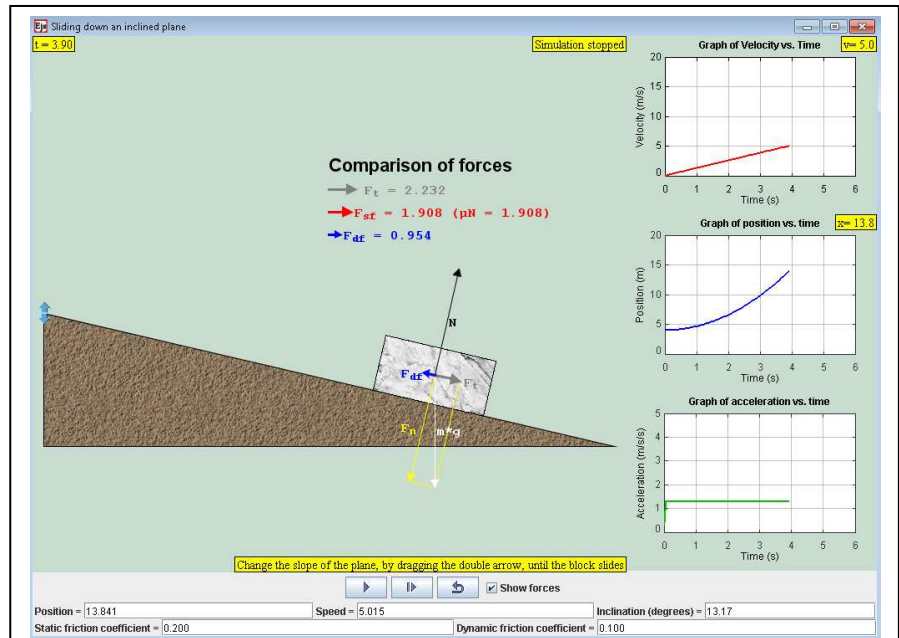 Ejs Sliding down an inclined plane
t = 3.90
Simulation stopped
Graph of Velocity vs. Time
v= 5.0
20
15
10
5
0
Velocity (m/s)
0 1 2 3 4 5 6
Time (s)
Comparison of forces
Ft = 2.232
Fsf = 1.908 (μN = 1.908)
Fdf = 0.954
Graph of position vs. time
x= 13.8
20
15
10
5
0
Position (m)
0 1 2 3 4 5 6
Time (s)
N
Fdf
Ft
Fn
m*g
Graph of acceleration vs. time
5
4
3
2
1
0
Acceleration (m/s/s)
0 1 2 3 4 5 6
Time (s)
Change the slope of the plane, by dragging the double arrow, until the block slides
Show forces
Position = 13.841
Speed = 5.015
Inclination (degrees) = 13.17
Static friction coefficient = 0.200
Dynamic friction coefficient = 0.100